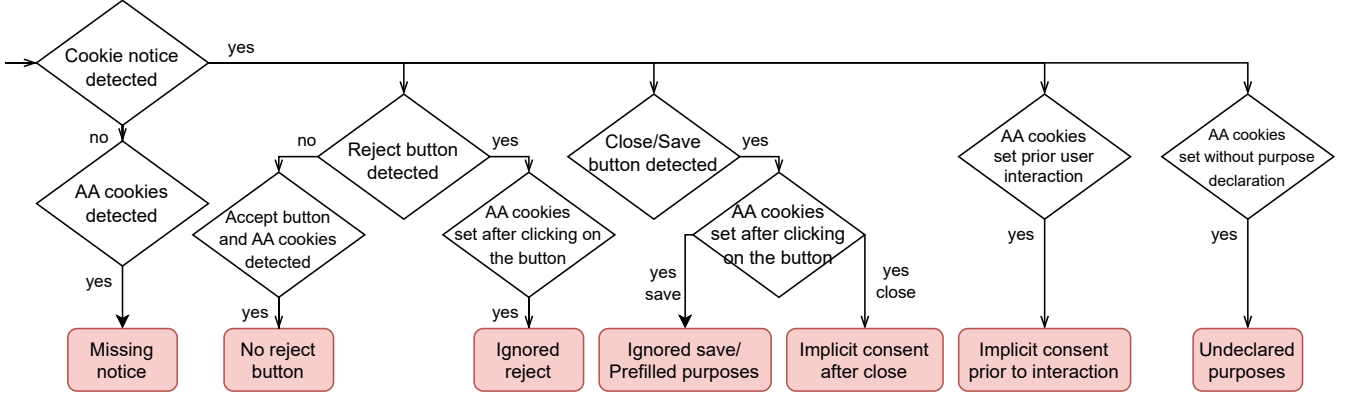 Cookie notice
detected
yes
no
AA cookies
detected
yes
Missing
notice
Reject button
detected
no
Accept button
and AA cookies
detected
yes
No reject
button
yes
AA cookies
set after clicking on
the button
yes
Ignored
reject
Close/Save
button detected
yes
AA cookies
set after clicking
on the button
yes
save
Ignored save/
Prefilled purposes
yes
close
Implicit consent
after close
AA cookies
set prior user
interaction
yes
Implicit consent
prior to interaction
AA cookies
set without purpose
declaration
yes
Undeclared
purposes